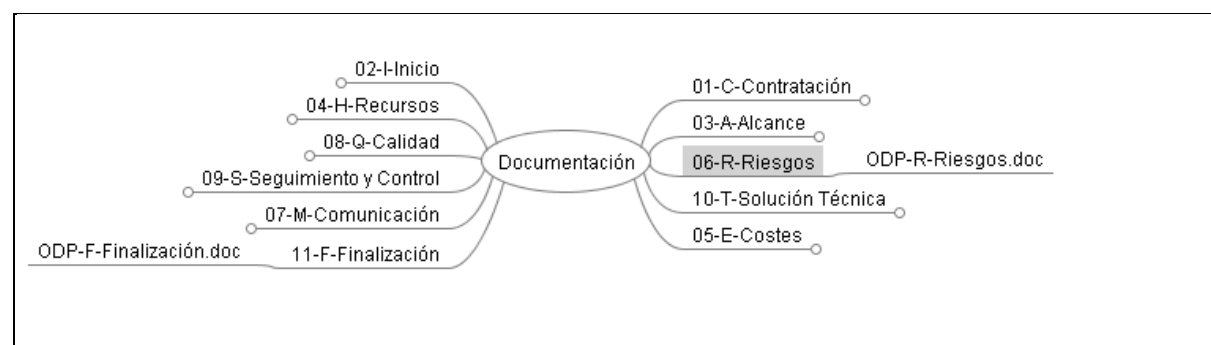 02-I-Inicio
04-H-Recursos
08-Q-Calidad
09-S-Seguimiento y Control
07-M-Comunicación
11-F-Finalización
ODP-F-Finalización.doc
Documentación
01-C-Contratación
03-A-Alcance
06-R-Riesgos
ODP-R-Riesgos.doc
10-T-Solución Técnica
05-E-Costes